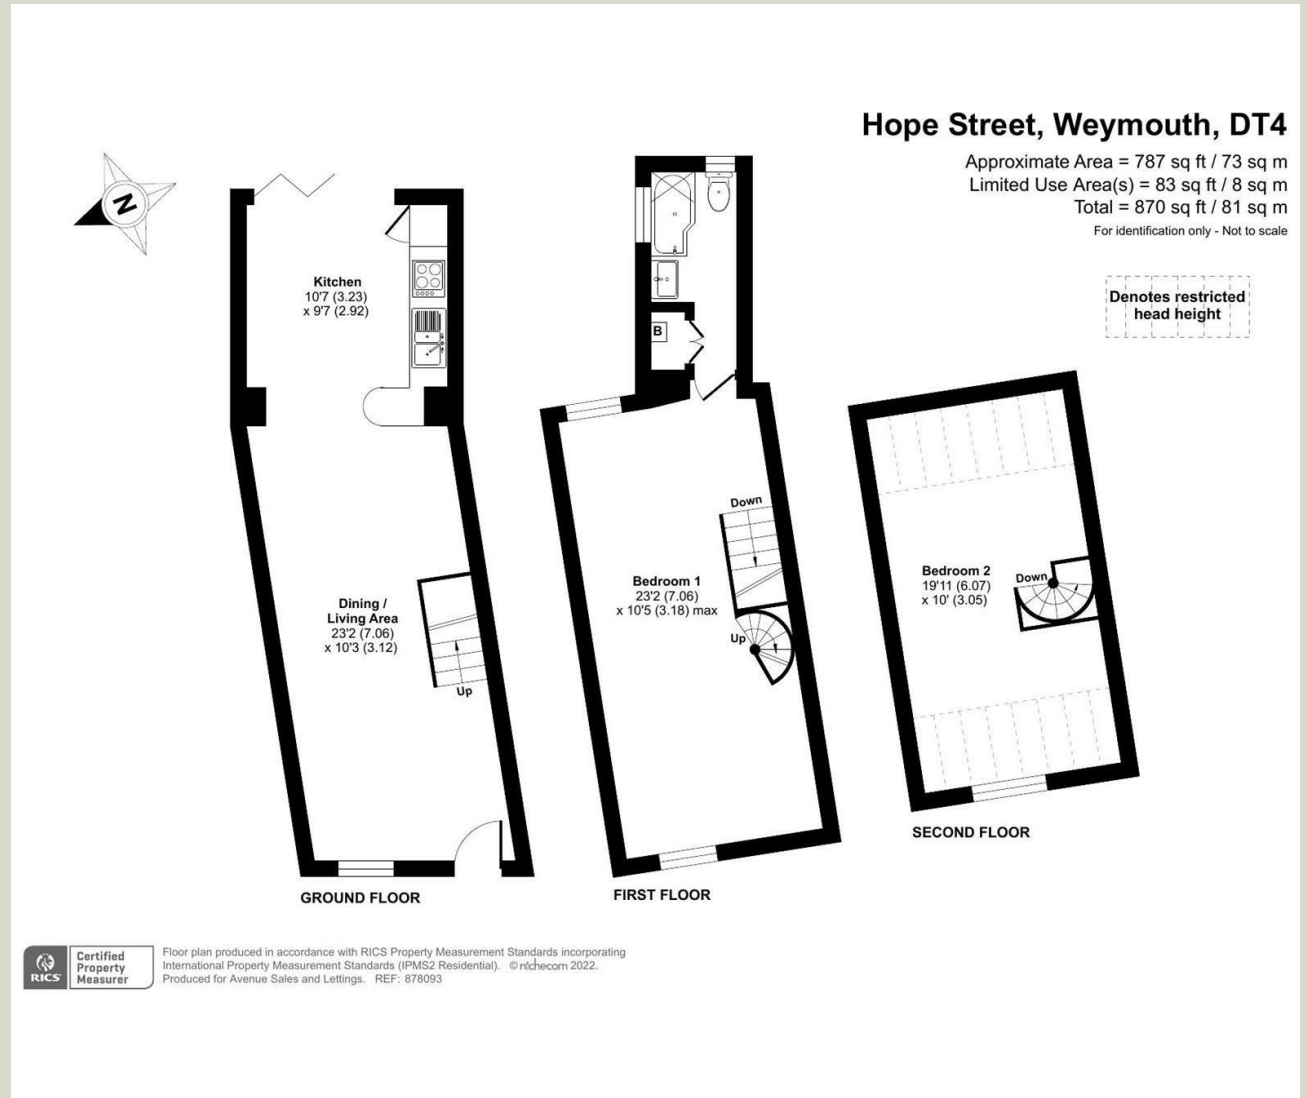 Hope Street, Weymouth, DT4
Approximate Area = 787 sq ft / 73 sq m
Limited Use Area(s) = 83 sq ft / 8 sq m
Total = 870 sq ft / 81 sq m
For identification only - Not to scale
Denotes restricted
head height
N
Kitchen
10'7 (3.23)
x 9'7 (2.92)
Dining /
Living Area
23'2 (7.06)
x 10'3 (3.12)
Up
GROUND FLOOR
B
Down
Bedroom 1
23'2 (7.06)
x 10'5 (3.18) max
Up
FIRST FLOOR
Bedroom 2
19'11 (6.07)
x 10' (3.05)
Down
SECOND FLOOR
RICS
Certified
Property
Measurer
Floor plan produced in accordance with RICS Property Measurement Standards incorporating
International Property Measurement Standards (IPMS2 Residential). © nichecom 2022.
Produced for Avenue Sales and Lettings. REF: 878093